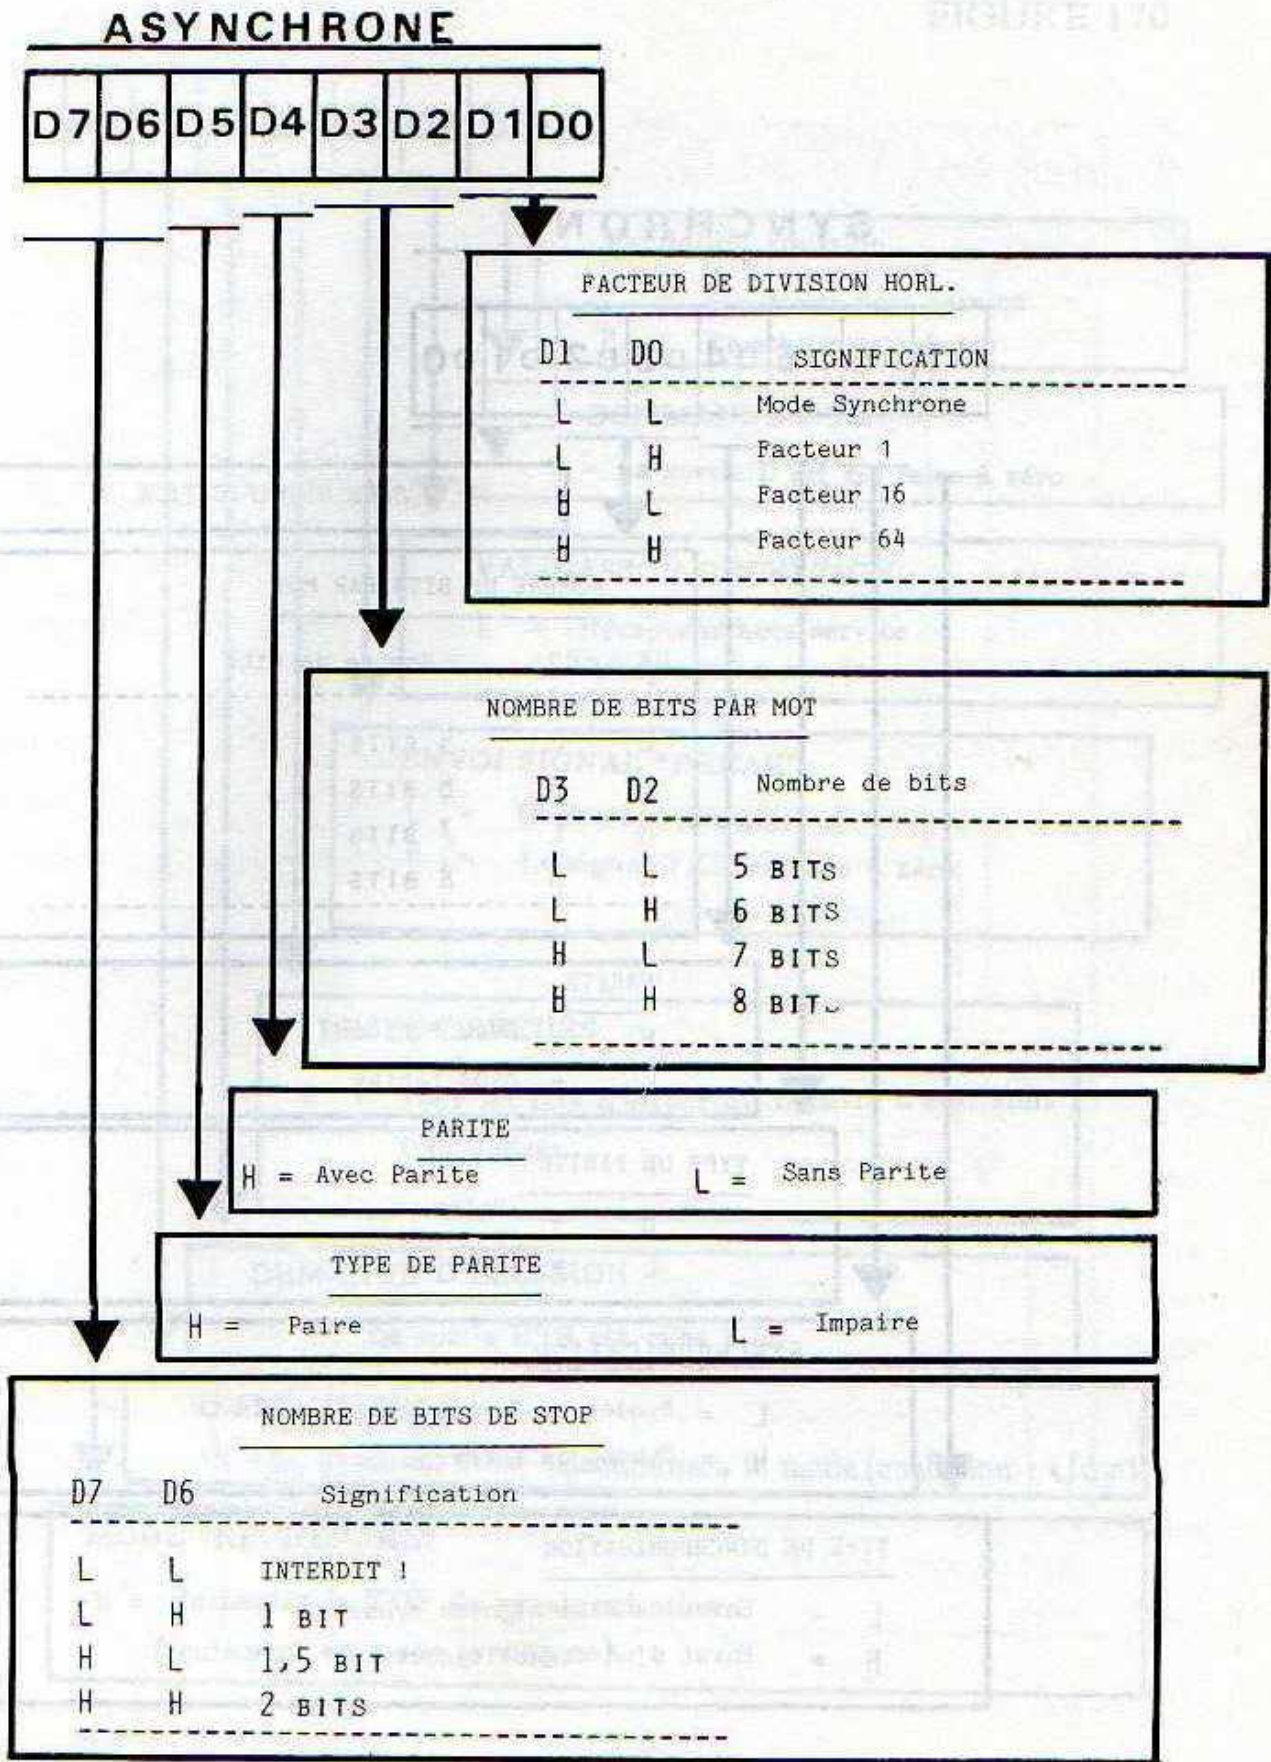 ASYNCHRONE
D7 D6 D5 D4 D3 D2 D1 D0
FACTEUR DE DIVISION HORL.
D1 D0 SIGNIFICATION
L L Mode Synchrone
L H Facteur 1
H L Facteur 16
H H Facteur 64
NOMBRE DE BITS PAR MOT
D3 D2 Nombre de bits
L L 5 BITS
L H 6 BITS
H L 7 BITS
H H 8 BITS
PARITE
H = Avec Parite L = Sans Parite
TYPE DE PARITE
H = Paire L = Impaire
NOMBRE DE BITS DE STOP
D7 D6 Signification
L L INTERDIT !
L H 1 BIT
H L 1,5 BIT
H H 2 BITS